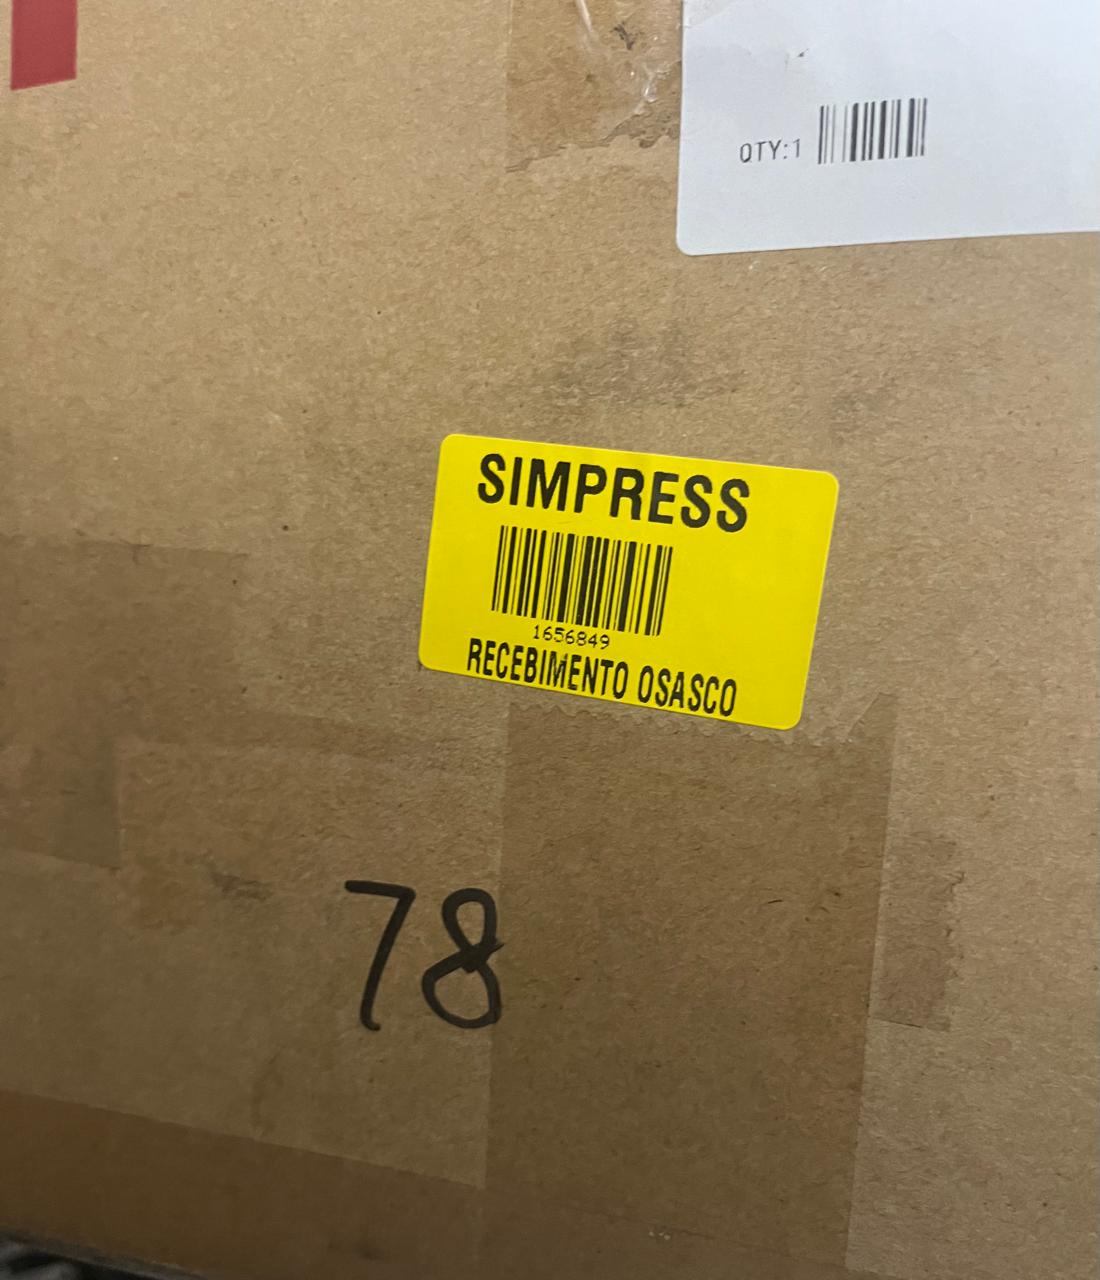 QTY:1
SIMPRESS
1656849
RECEBIMENTO OSASCO
78